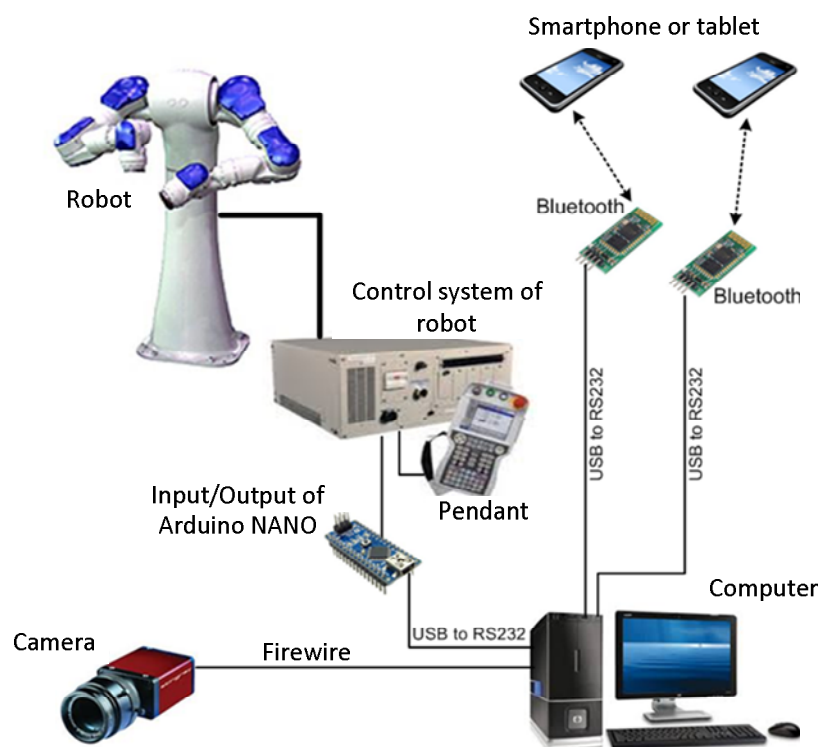 Smartphone or tablet
Robot
Bluetooth
Bluetooth
Control system of
robot
USB to RS232
USB to RS232
Input/Output of
Arduino NANO
Pendant
Computer
USB to RS232
Camera
Firewire